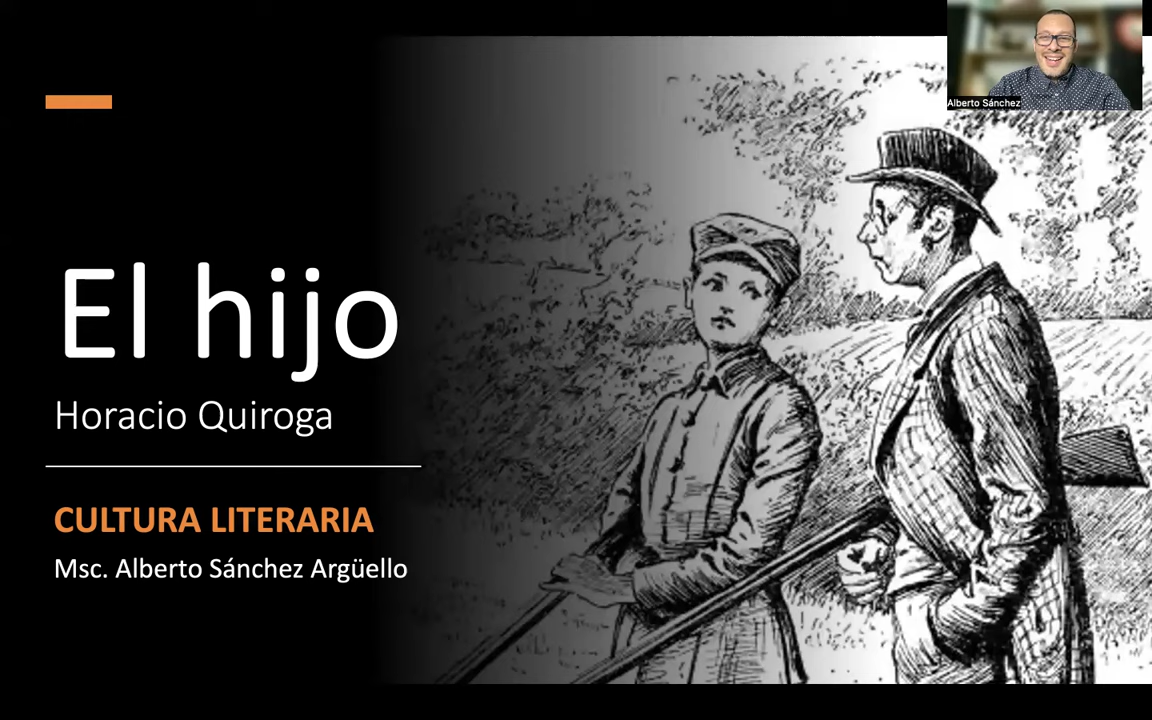 Alberto Sánchez
El hijo
Horacio Quiroga
CULTURA LITERARIA
Msc. Alberto Sánchez Argüello